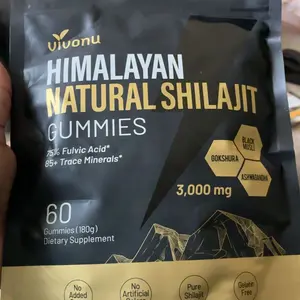 vivonu
HIMALAYAN
NATURAL SHILAJIT
GUMMIES
75% Fulvic Acid*
85+ Trace Minerals*
BLACK
MUSLI
GOKSHURA
ASHWAGANDHA
3,000 mg
60
Gummies (180g)
Dietary Supplement
No
Added
No
Artificial
Pure
Shilajit
Gelatin
Free